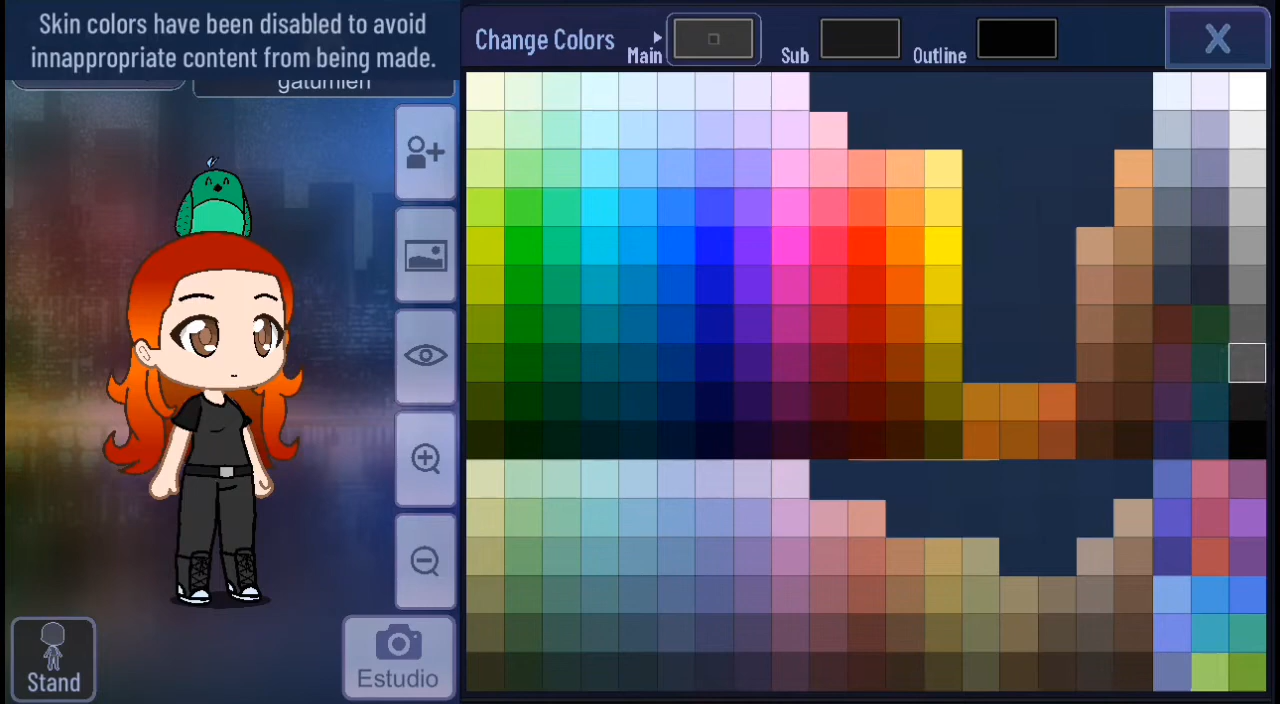 Skin colors have been disabled to avoid
innappropriate content from being made.
galumien
Change Colors
Main
Sub
Outline
X
Stand
Estudio